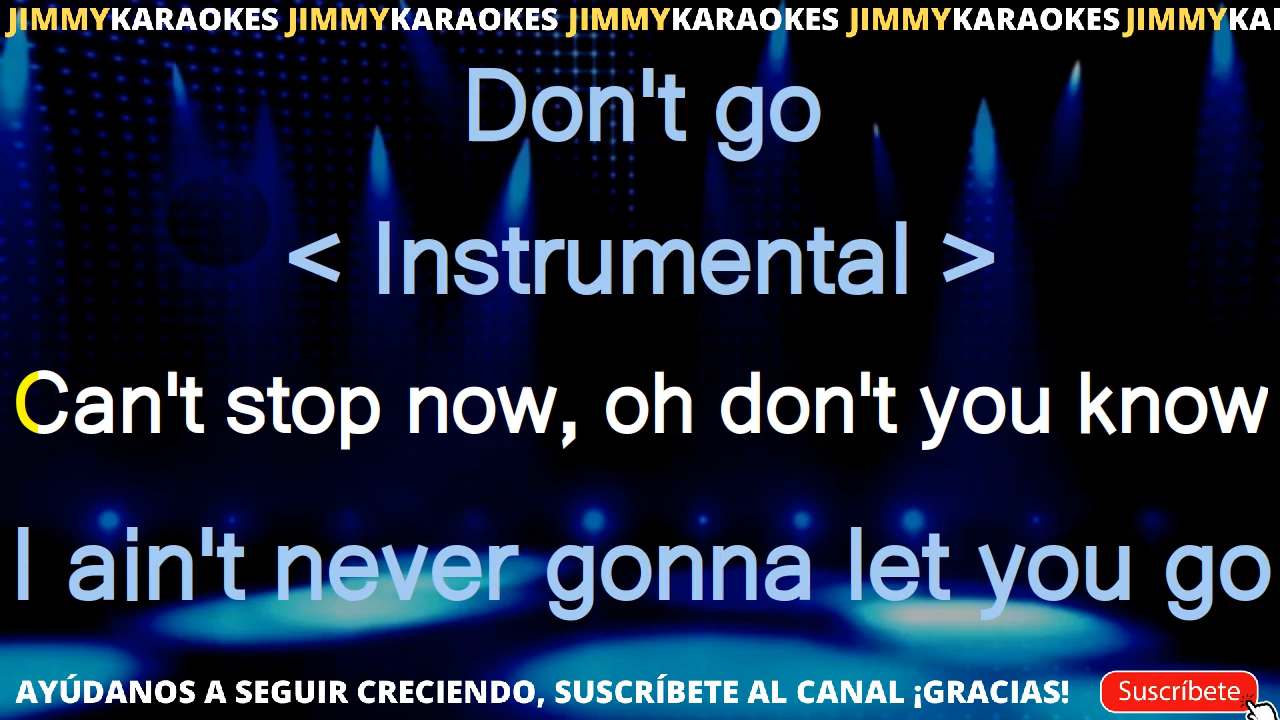 JIMMYKARAOKES JIMMYKARAOKES JIMMYKARAOKES JIMMYKARAOKES JIMMYKA
Don't go
< Instrumental >
Can't stop now, oh don't you know
I ain't never gonna let you go
AYÚDANOS A SEGUIR CRECIENDO, SUSCRÍBETE AL CANAL ¡GRACIAS! Suscríbete